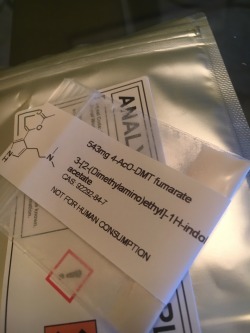 ANALY
543mg 4-AcO-DMT fumarate
3-[2-(Dimethylamino)ethyl]-1H-indol
acetate
CAS: 92292-84-7
NOT FOR HUMAN CONSUMPTION